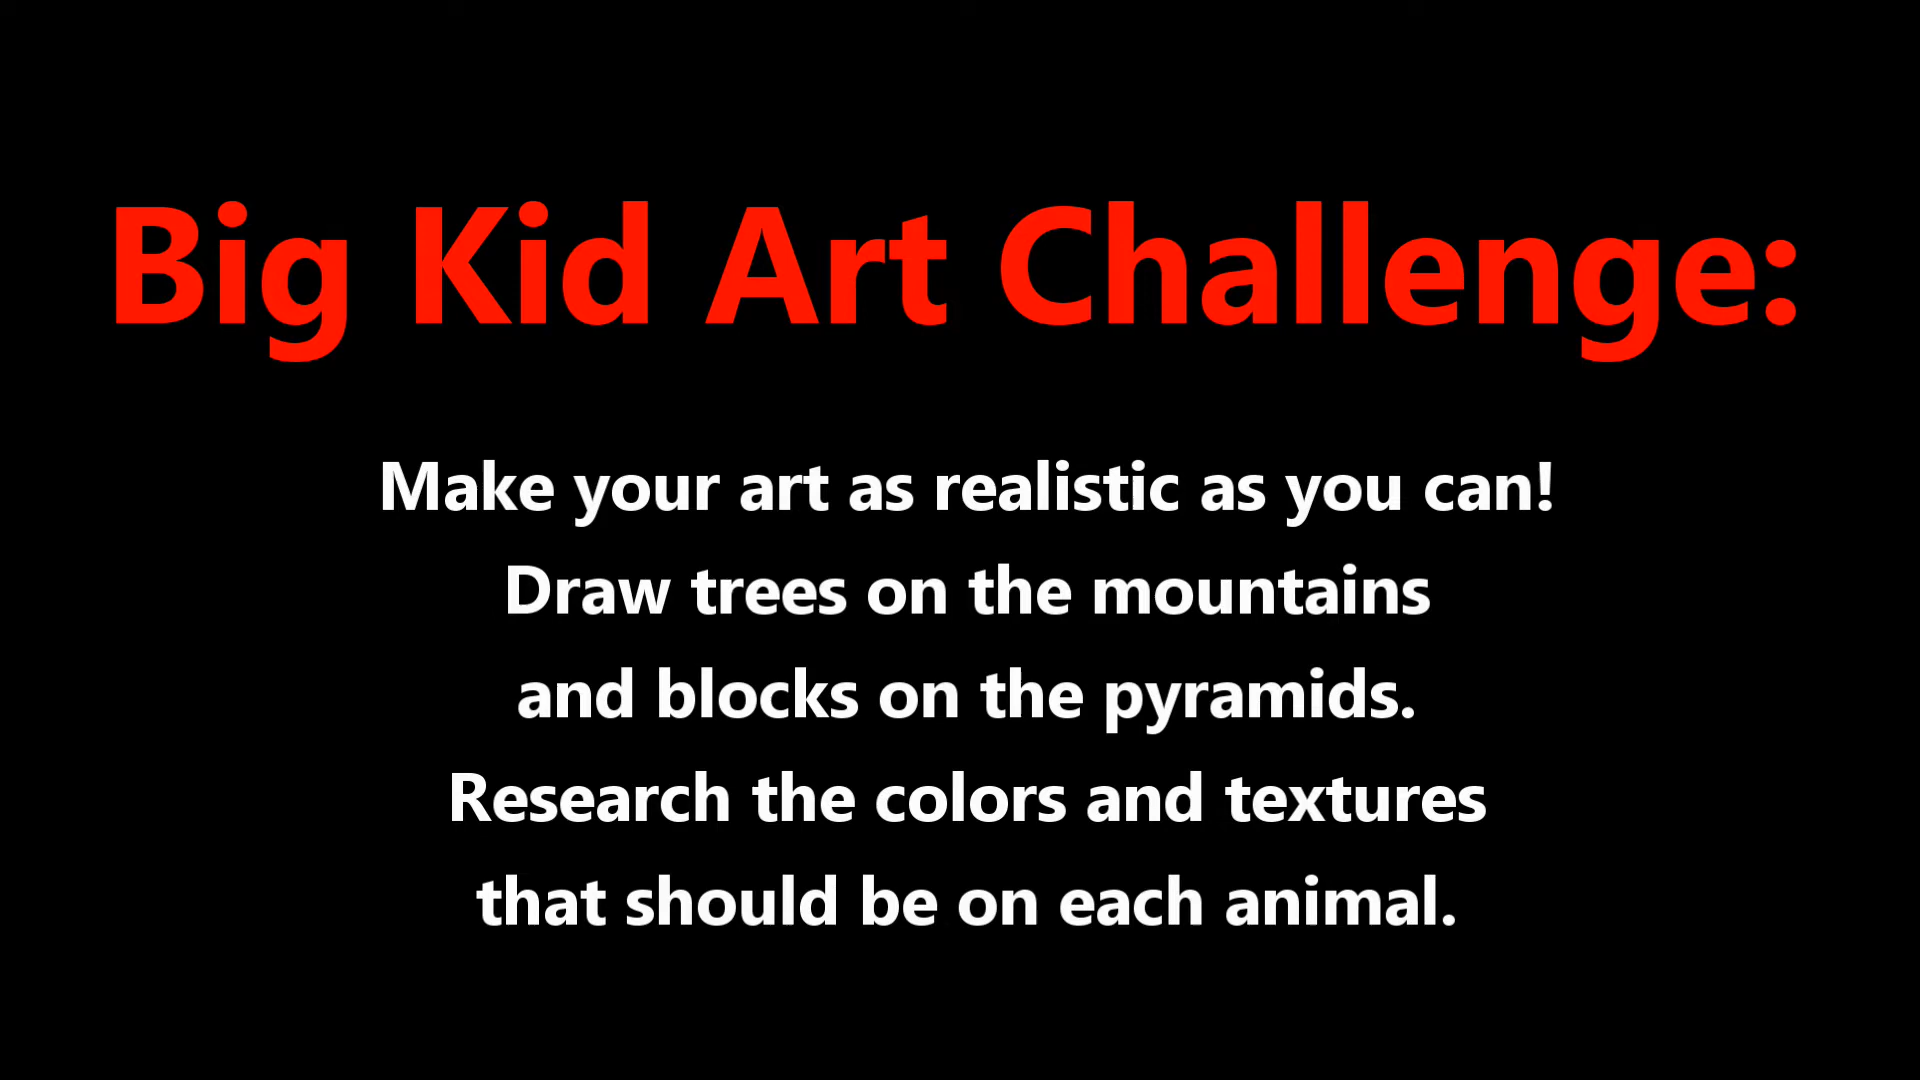 Big Kid Art Challenge:
Make your art as realistic as you can!
Draw trees on the mountains
and blocks on the pyramids.
Research the colors and textures
that should be on each animal.